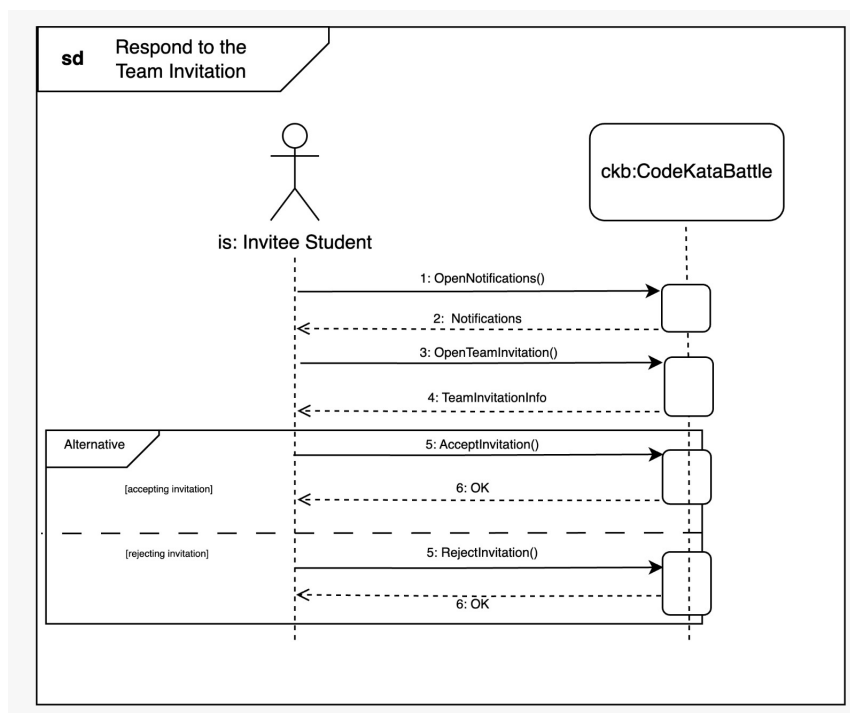 sd
Respond to the
Team Invitation
ckb:CodeKataBattle
is: Invitee Student
1: OpenNotifications()
2: Notifications
3: OpenTeamInvitation()
4: TeamInvitationInfo
Alternative
5: AcceptInvitation()
[accepting invitation]
6: OK
[rejecting invitation]
5: RejectInvitation()
6: OK